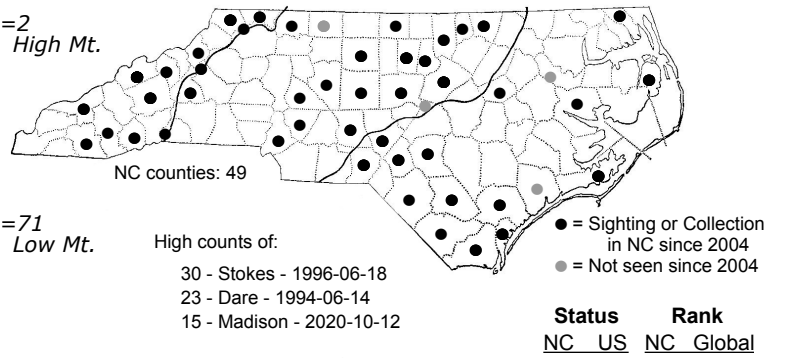 =2
High Mt.
NC counties: 49
=71
Low Mt.
High counts of:
30 - Stokes - 1996-06-18
23 - Dare - 1994-06-14
15 - Madison - 2020-10-12
= Sighting or Collection
in NC since 2004
= Not seen since 2004
Status Rank
NC US NC Global